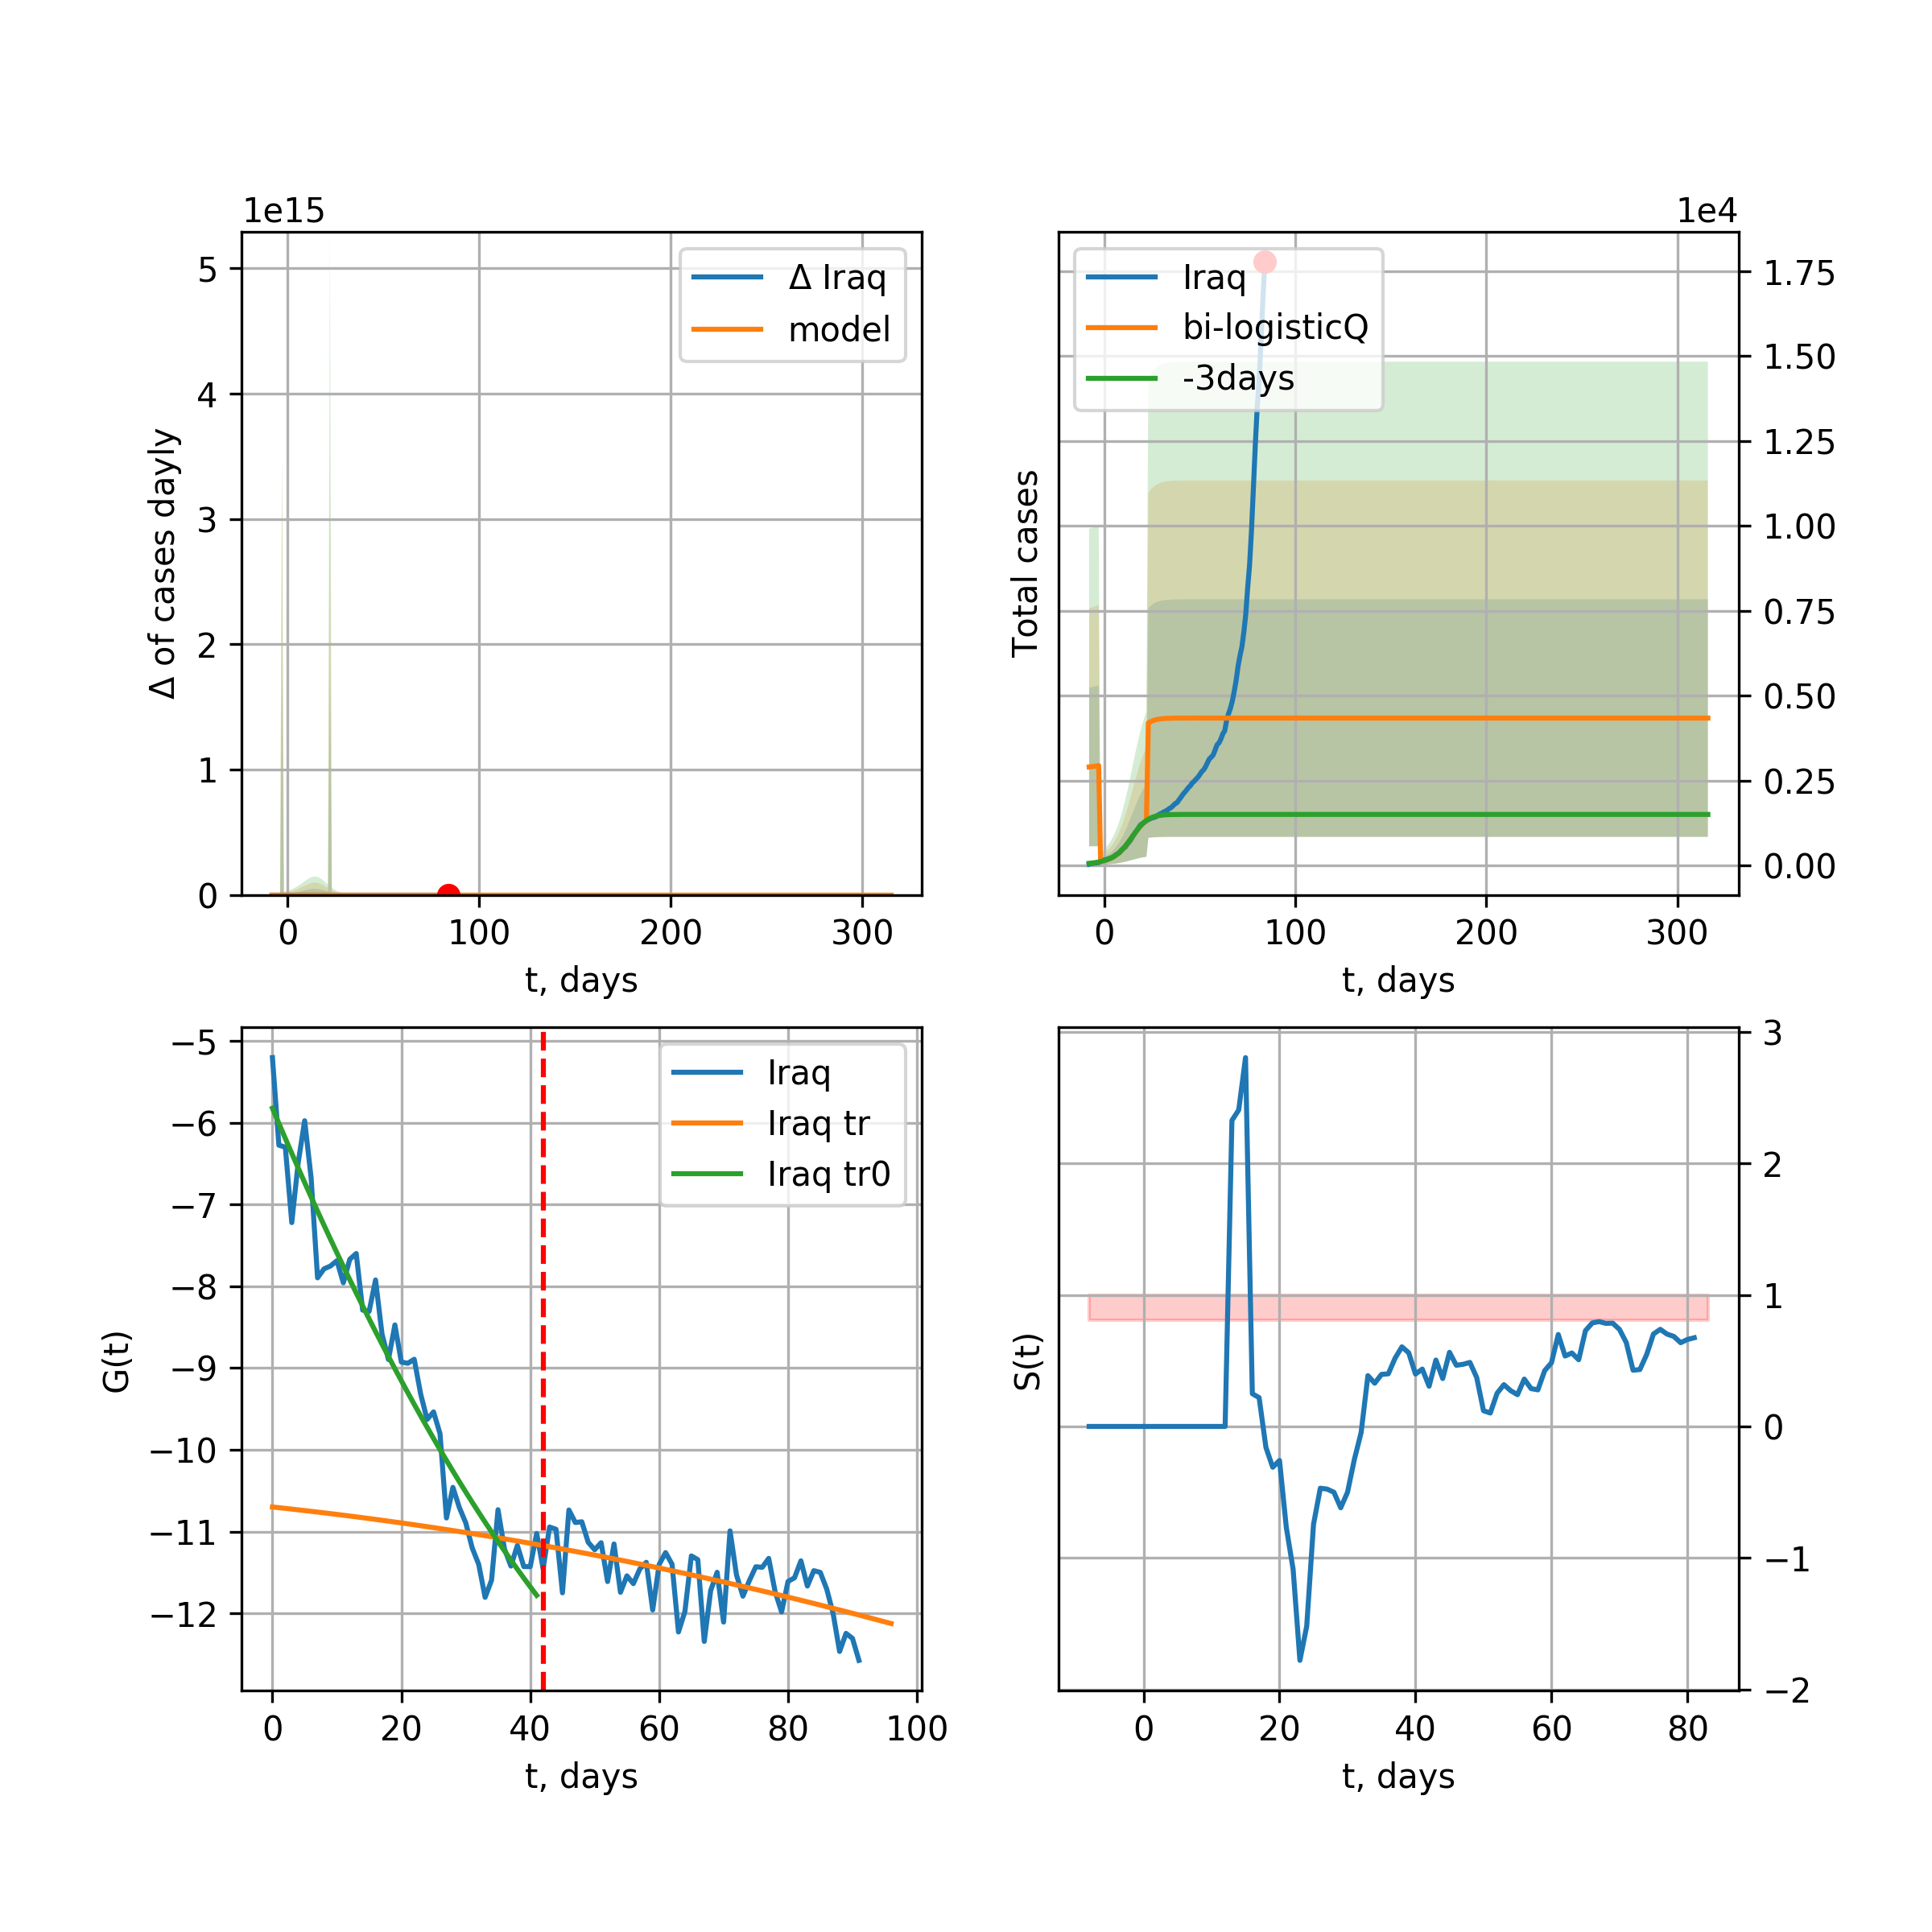 1e15
5
4
3
2
1
0
Δ of cases dayly
Δ Iraq
model
0 100 200 300
t, days
1e4
1.75
1.50
1.25
1.00
0.75
0.50
0.25
0.00
Total cases
Iraq
bi-logisticQ
-3days
0 100 200 300
t, days
−5
−6
−7
−8
−9
−10
−11
−12
G(t)
Iraq
Iraq tr
Iraq tr0
0 20 40 60 80 100
t, days
3
2
1
0
−1
−2
S(t)
0 20 40 60 80
t, days